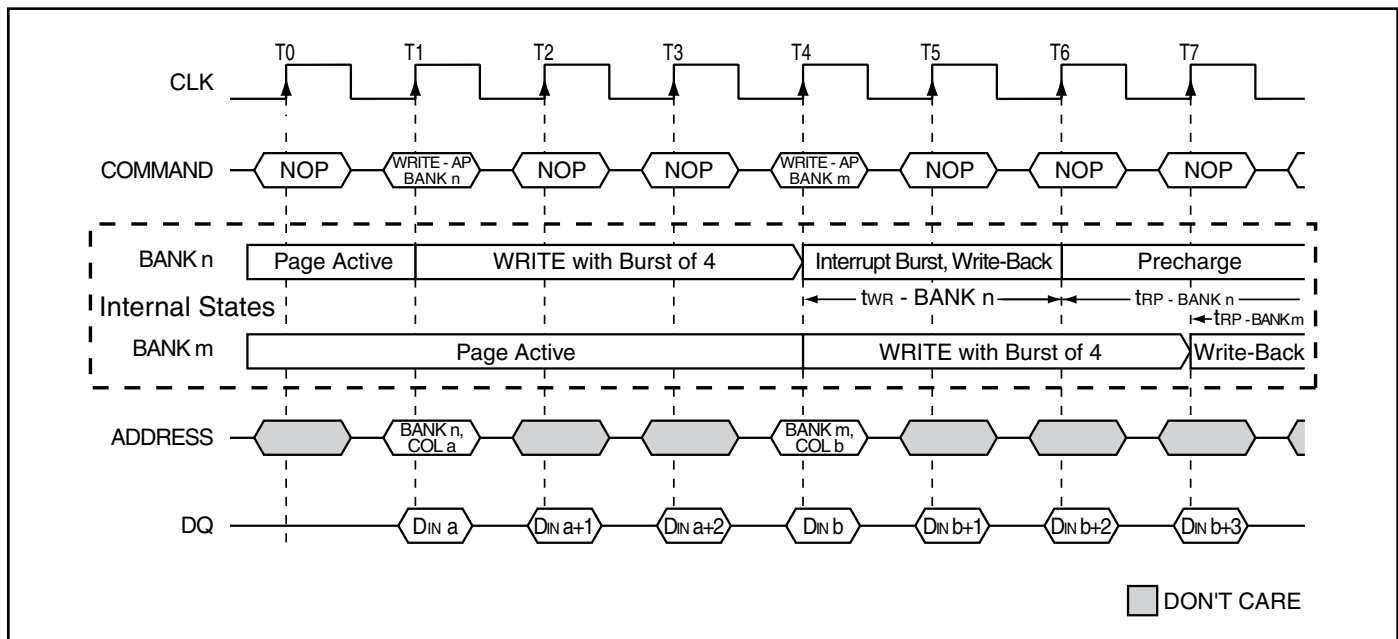 T0 T1 T2 T3 T4 T5 T6 T7
CLK
COMMAND NOP WRITE - AP BANK n NOP NOP WRITE - AP BANK m NOP NOP NOP
BANK n Page Active WRITE with Burst of 4 Interrupt Burst, Write-Back Precharge
tWR - BANK n tRP - BANK n
Internal States
tRP - BANK m
BANK m Page Active WRITE with Burst of 4 Write-Back
ADDRESS BANK n, COL a BANK m, COL b
DQ DIN a DIN a+1 DIN a+2 DIN b DIN b+1 DIN b+2 DIN b+3
DON'T CARE